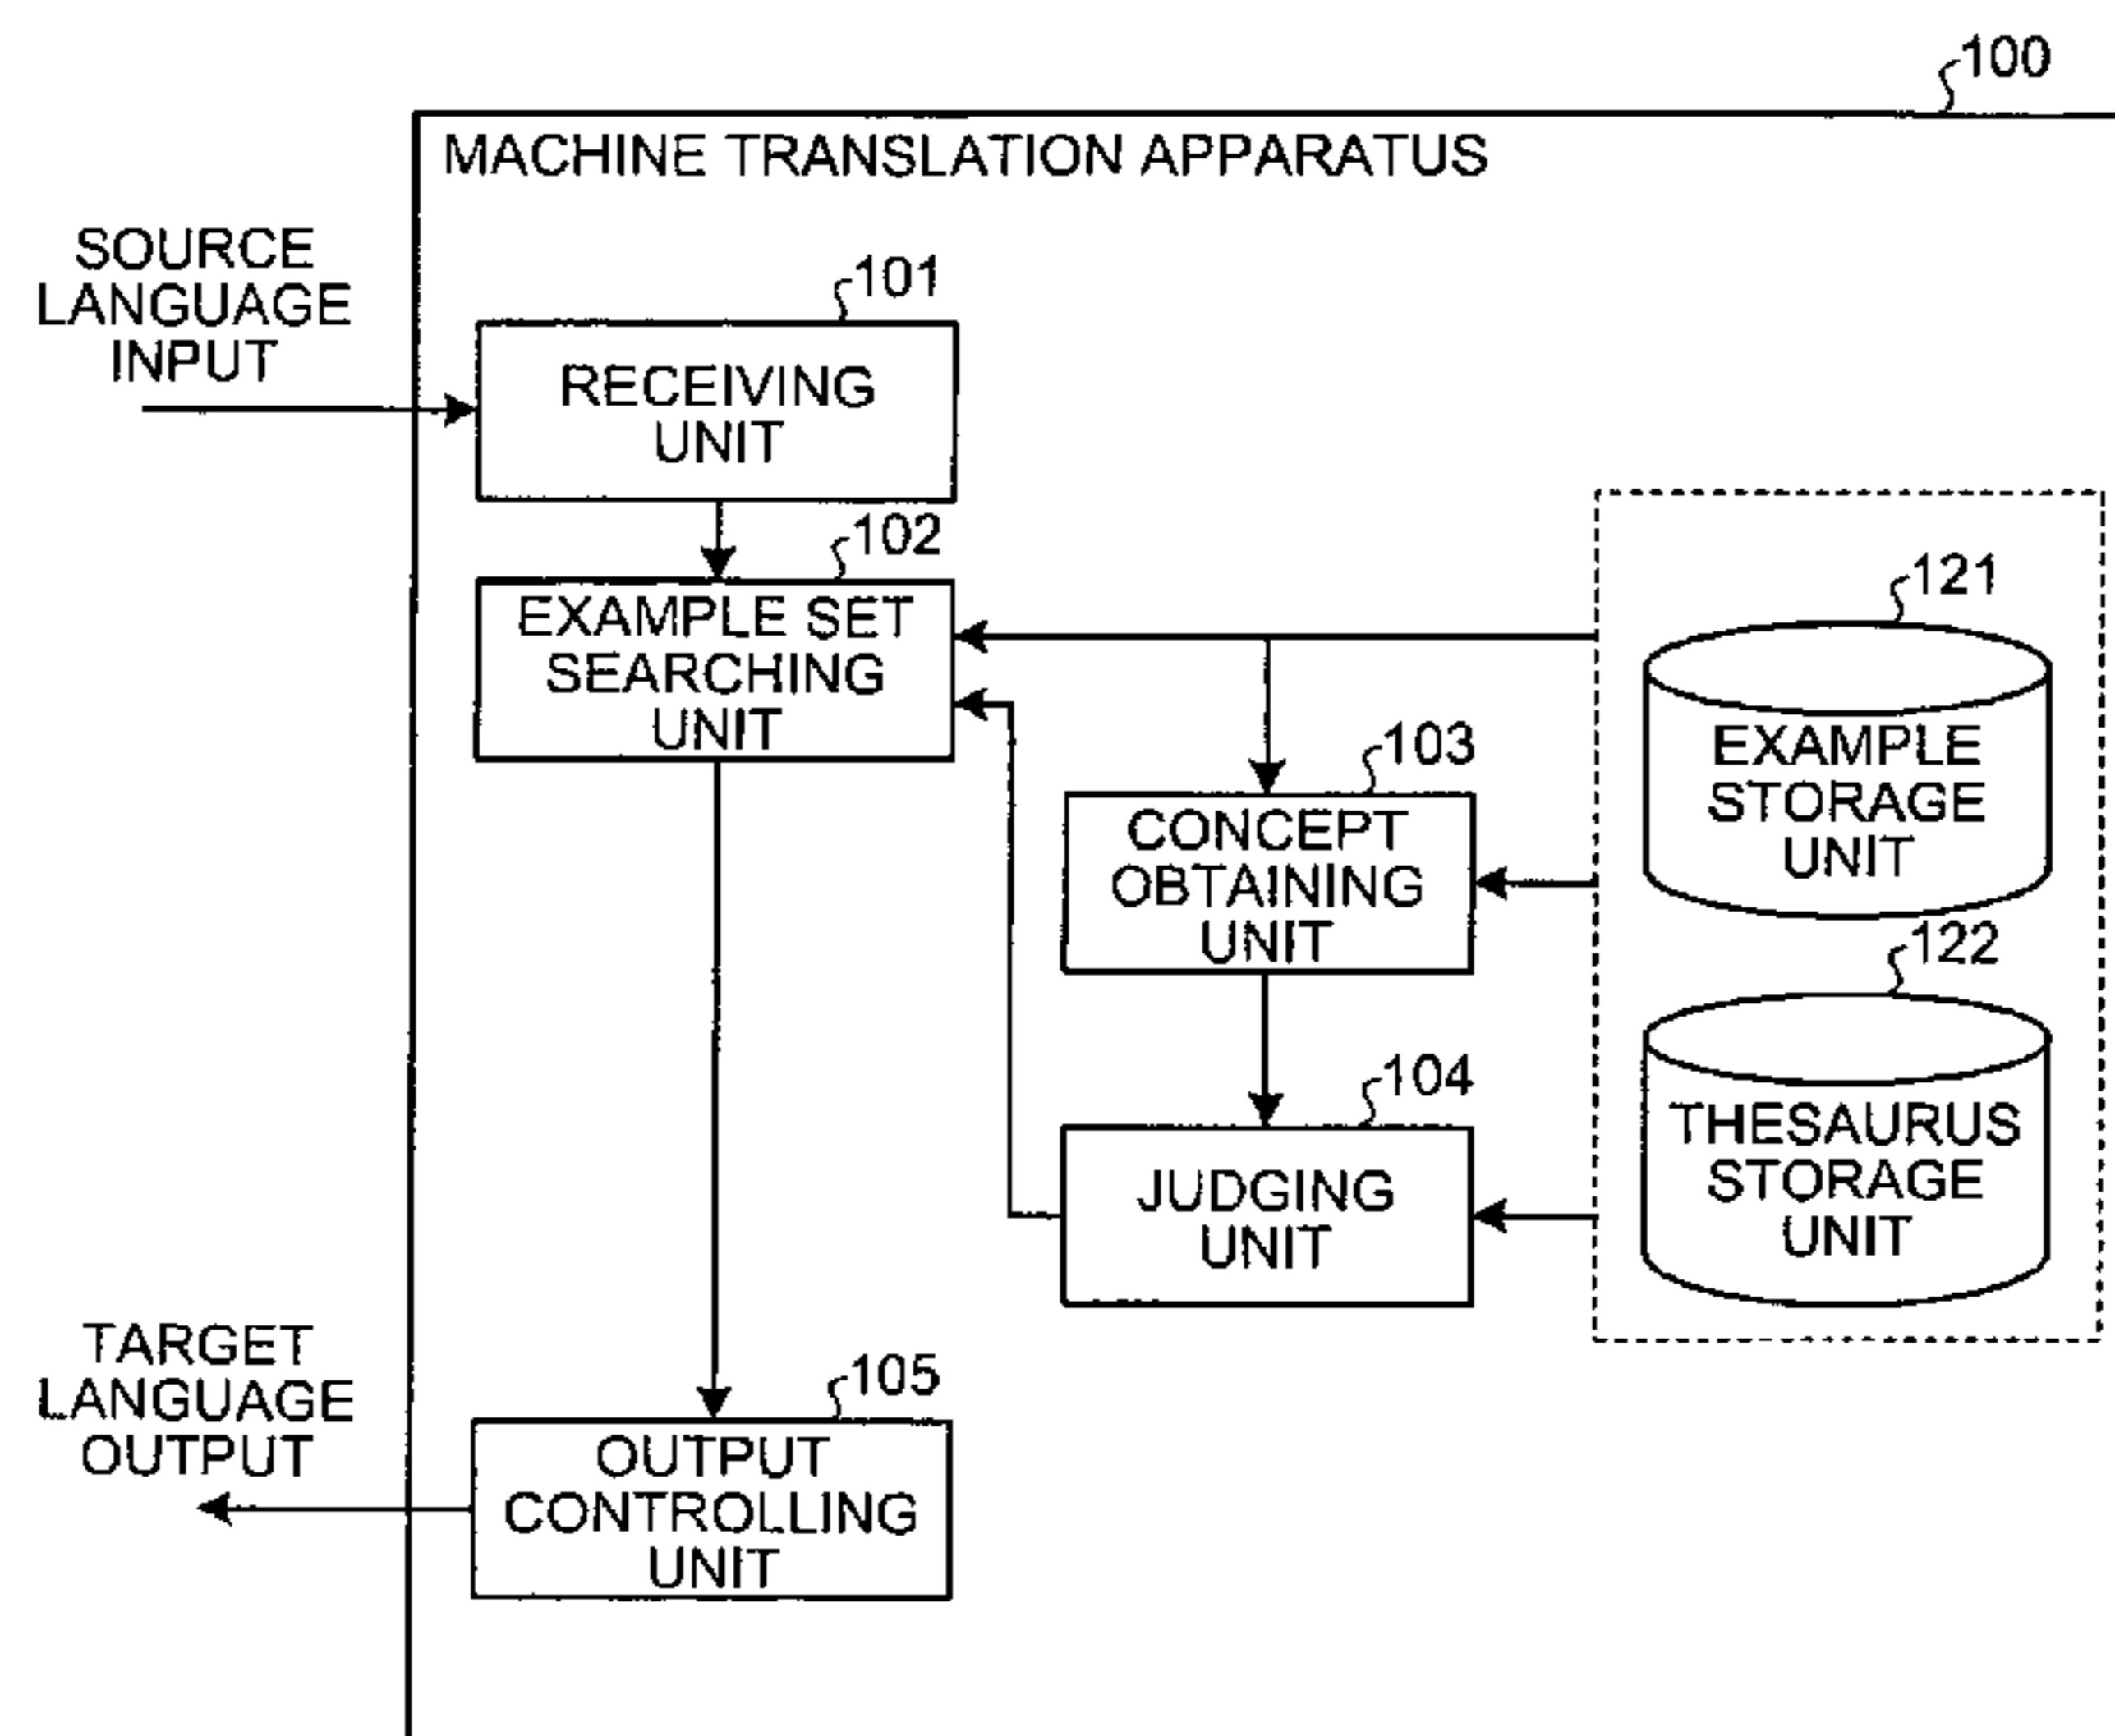 100
MACHINE TRANSLATION APPARATUS
SOURCE
LANGUAGE
INPUT
101
RECEIVING
UNIT
102
EXAMPLE SET
SEARCHING
UNIT
121
EXAMPLE
STORAGE
UNIT
103
CONCEPT
OBTAINING
UNIT
122
THESAURUS
STORAGE
UNIT
104
JUDGING
UNIT
TARGET
LANGUAGE
OUTPUT
105
OUTPUT
CONTROLLING
UNIT